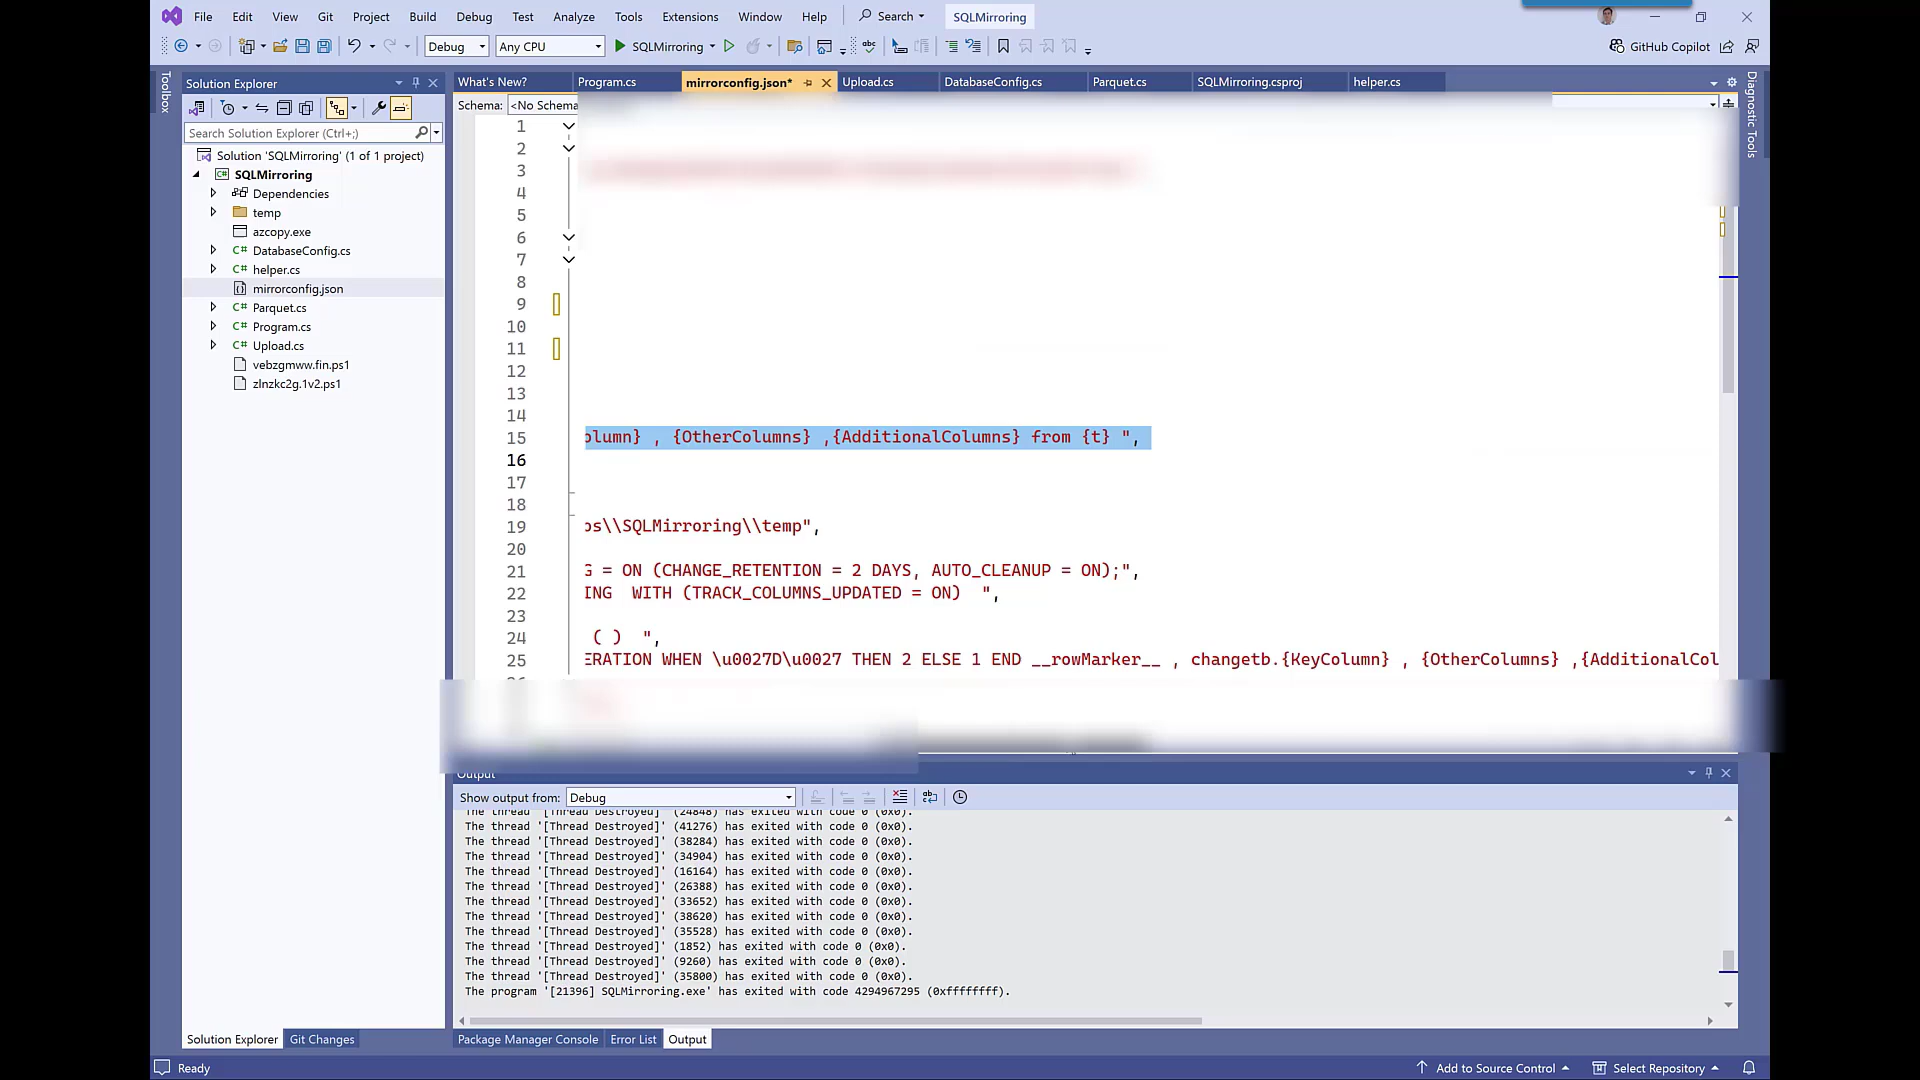 File Edit View Git Project Build Debug Test Analyze Tools Extensions Window Help Search SQLMirroring
Debug Any CPU SQLMirroring GitHub Copilot
Toolbox
Solution Explorer
Search Solution Explorer (Ctrl+;)
Solution 'SQLMirroring' (1 of 1 project)
SQLMirroring
Dependencies
temp
azcopy.exe
DatabaseConfig.cs
helper.cs
mirrorconfig.json
Parquet.cs
Program.cs
Upload.cs
vebzgmww.fin.ps1
zlnzkc2g.1v2.ps1
What's New? Program.cs mirrorconfig.json* Upload.cs DatabaseConfig.cs Parquet.cs SQLMirroring.csproj helper.cs
Schema: <No Schema
1
2
3
4
5
6
7
8
9
10
11
12
13
14
15 olumn} , {OtherColumns} ,{AdditionalColumns} from {t} ",
16
17
18
19 os\\SQLMirroring\\temp",
20
21 G = ON (CHANGE_RETENTION = 2 DAYS, AUTO_CLEANUP = ON);",
22 ING  WITH (TRACK_COLUMNS_UPDATED = ON)  ",
23
24 ( )  ",
25 ERATION WHEN \u0027D\u0027 THEN 2 ELSE 1 END __rowMarker__ , changetb.{KeyColumn} , {OtherColumns} ,{AdditionalCol
Diagnostic Tools
Output
Show output from: Debug
The thread '[Thread Destroyed]' (24848) has exited with code 0 (0x0).
The thread '[Thread Destroyed]' (41276) has exited with code 0 (0x0).
The thread '[Thread Destroyed]' (38284) has exited with code 0 (0x0).
The thread '[Thread Destroyed]' (34904) has exited with code 0 (0x0).
The thread '[Thread Destroyed]' (16164) has exited with code 0 (0x0).
The thread '[Thread Destroyed]' (26388) has exited with code 0 (0x0).
The thread '[Thread Destroyed]' (33652) has exited with code 0 (0x0).
The thread '[Thread Destroyed]' (38620) has exited with code 0 (0x0).
The thread '[Thread Destroyed]' (35528) has exited with code 0 (0x0).
The thread '[Thread Destroyed]' (1852) has exited with code 0 (0x0).
The thread '[Thread Destroyed]' (9260) has exited with code 0 (0x0).
The thread '[Thread Destroyed]' (35800) has exited with code 0 (0x0).
The program '[21396] SQLMirroring.exe' has exited with code 4294967295 (0xffffffff).
Solution Explorer Git Changes
Package Manager Console Error List Output
Ready Add to Source Control Select Repository